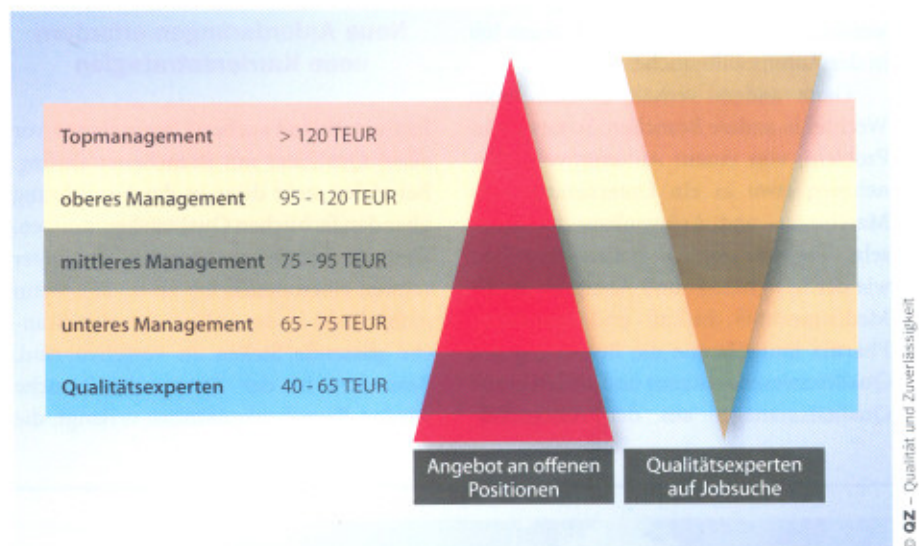 Topmanagement > 120 TEUR
oberes Management 95 - 120 TEUR
mittleres Management 75 - 95 TEUR
unteres Management 65 - 75 TEUR
Qualitätsexperten 40 - 65 TEUR
Angebot an offenen
Positionen
Qualitätsexperten
auf Jobsuche
© QZ – Qualität und Zuverlässigkeit